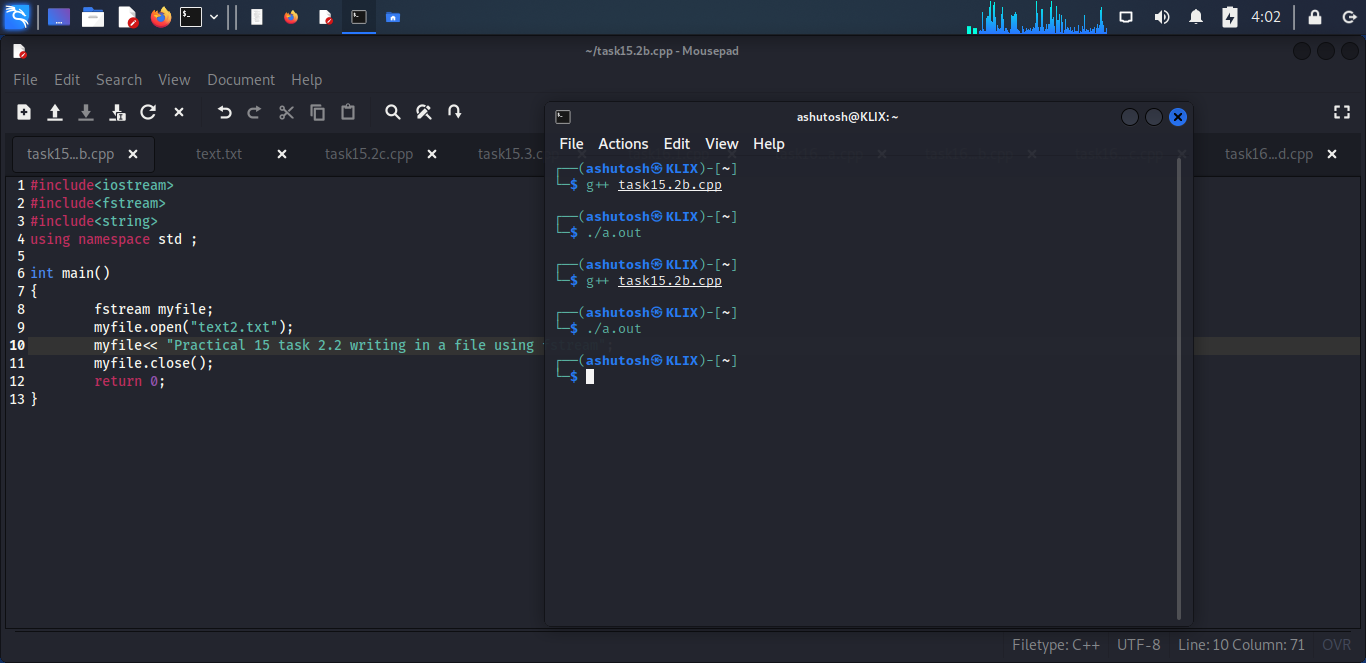 4:02
~/task15.2b.cpp - Mousepad
File Edit Search View Document Help
task15...b.cpp
text.txt
task15.2c.cpp
task15.3.c
task16...d.cpp
1 #include<iostream>
2 #include<fstream>
3 #include<string>
4 using namespace std ;
5
6 int main()
7 {
8 fstream myfile;
9 myfile.open("text2.txt");
10 myfile<< "Practical 15 task 2.2 writing in a file using
11 myfile.close();
12 return 0;
13 }
ashutosh@KLIX: ~
File Actions Edit View Help
┌──(ashutosh㉿KLIX)-[~]
└─$ g++ task15.2b.cpp
┌──(ashutosh㉿KLIX)-[~]
└─$ ./a.out
┌──(ashutosh㉿KLIX)-[~]
└─$ g++ task15.2b.cpp
┌──(ashutosh㉿KLIX)-[~]
└─$ ./a.out
┌──(ashutosh㉿KLIX)-[~]
└─$
Filetype: C++ UTF-8 Line: 10 Column: 71 OVR